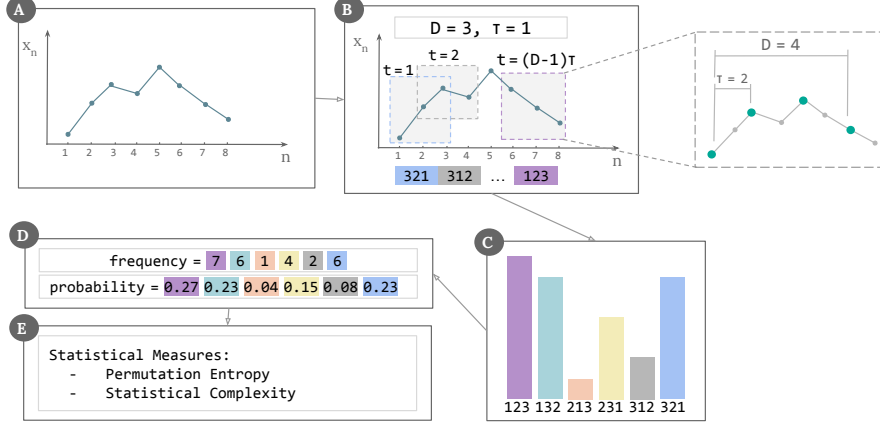 A
xn
1 2 3 4 5 6 7 8
n
B
D = 3, τ = 1
xn
t=1
t=2
t=(D-1)τ
1 2 3 4 5 6 7 8
n
321 312 ... 123
D = 4
τ = 2
C
123 132 213 231 312 321
D
frequency = 7 6 1 4 2 6
probability = 0.27 0.23 0.04 0.15 0.08 0.23
E
Statistical Measures:
- Permutation Entropy
- Statistical Complexity